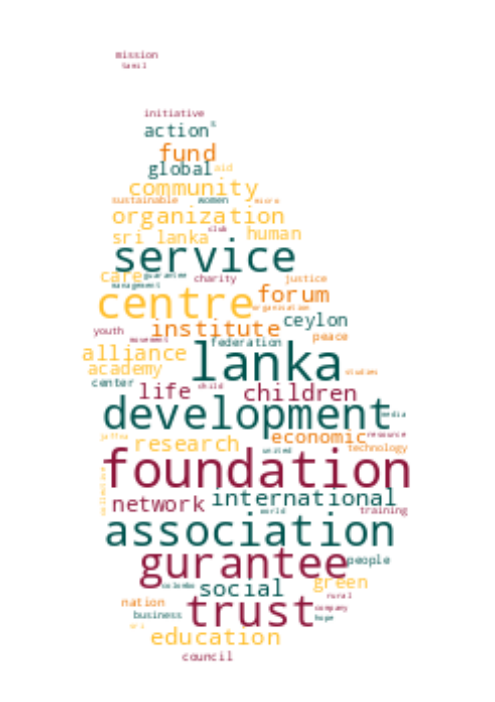 mission
tamil
initiative
action
fund
global aid
community
sustainable women micro
organization
club
sri lanka human
service
care guarantee charity justice
management
centre forum
organisation
ceylon
youth institute peace
movement federation
alliance lanka
academy studies
center life child children
development media
jaffna research economic resource
united technology
foundation
collective
network international
world training
association
gurantee people
colombo social green
rural
nation trust company
business hope
education
council